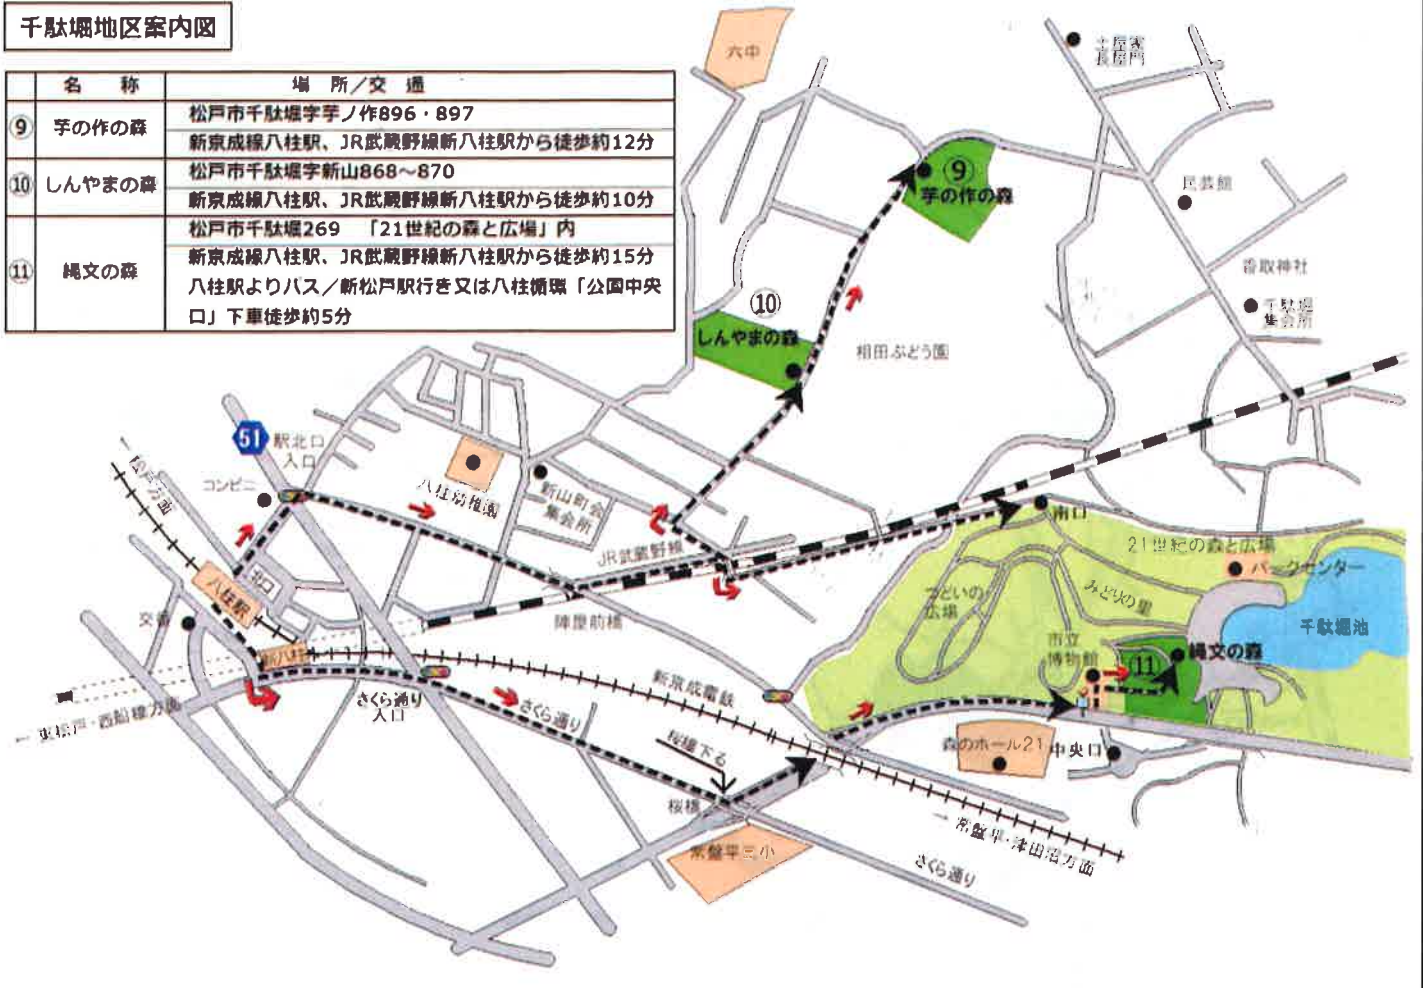 千駄堀地区案内図
名 称 場 所／交 通
⑨ 芋の作の森 松戸市千駄堀字芋ノ作896・897
新京成線八柱駅、JR武蔵野線新八柱駅から徒歩約12分
⑩ しんやまの森 松戸市千駄堀字新山868～870
新京成線八柱駅、JR武蔵野線新八柱駅から徒歩約10分
⑪ 縄文の森 松戸市千駄堀269 「21世紀の森と広場」内
新京成線八柱駅、JR武蔵野線新八柱駅から徒歩約15分
八柱駅よりバス／新松戸駅行き又は八柱循環「公園中央
口」下車徒歩約5分
六中
土屋家
長屋門
⑨
芋の作の森
民芸館
香取神社
千駄堀
集会所
⑩
しんやまの森
相田ぶどう園
51
駅北口
入口
コンビニ
← 松戸方面
八柱幼稚園
新山町会
集会所
JR武蔵野線
南口
21世紀の森と広場
パークセンター
つどいの
広場
みどりの里
千駄堀池
北口
八柱駅
交番
新八柱
陣屋前橋
市立
博物館
⑪
縄文の森
新京成電鉄
さくら通り
入口
さくら通り
← 東松戸・西船橋方面
桜橋下る
桜橋
森のホール21
中央口
常盤平三小
→ 常盤平・津田沼方面
さくら通り